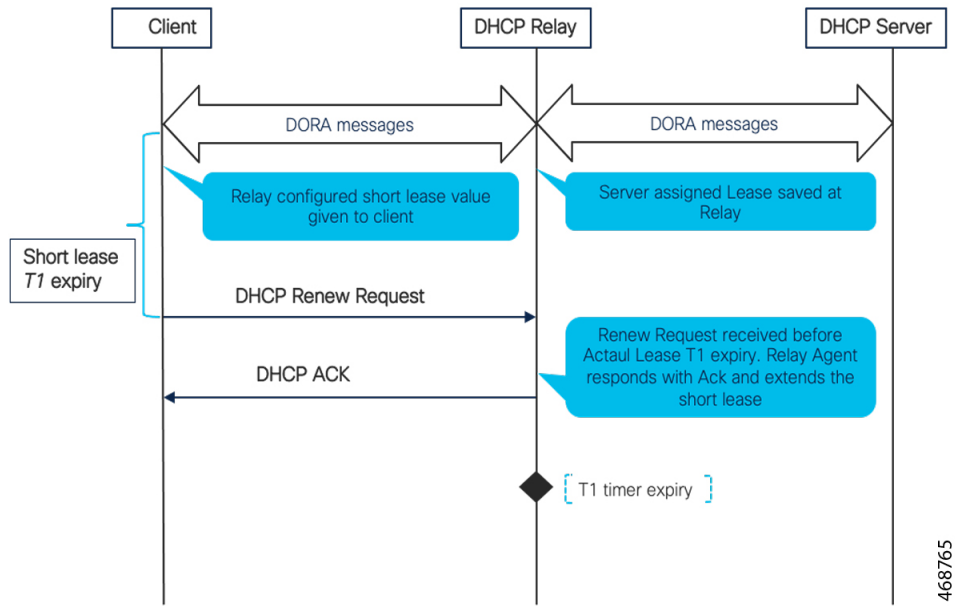 Client
DHCP Relay
DHCP Server
DORA messages
DORA messages
Relay configured short lease value
given to client
Server assigned Lease saved at
Relay
Short lease
T1 expiry
DHCP Renew Request
Renew Request received before
Actaul Lease T1 expiry. Relay Agent
responds with Ack and extends the
short lease
DHCP ACK
T1 timer expiry
468765